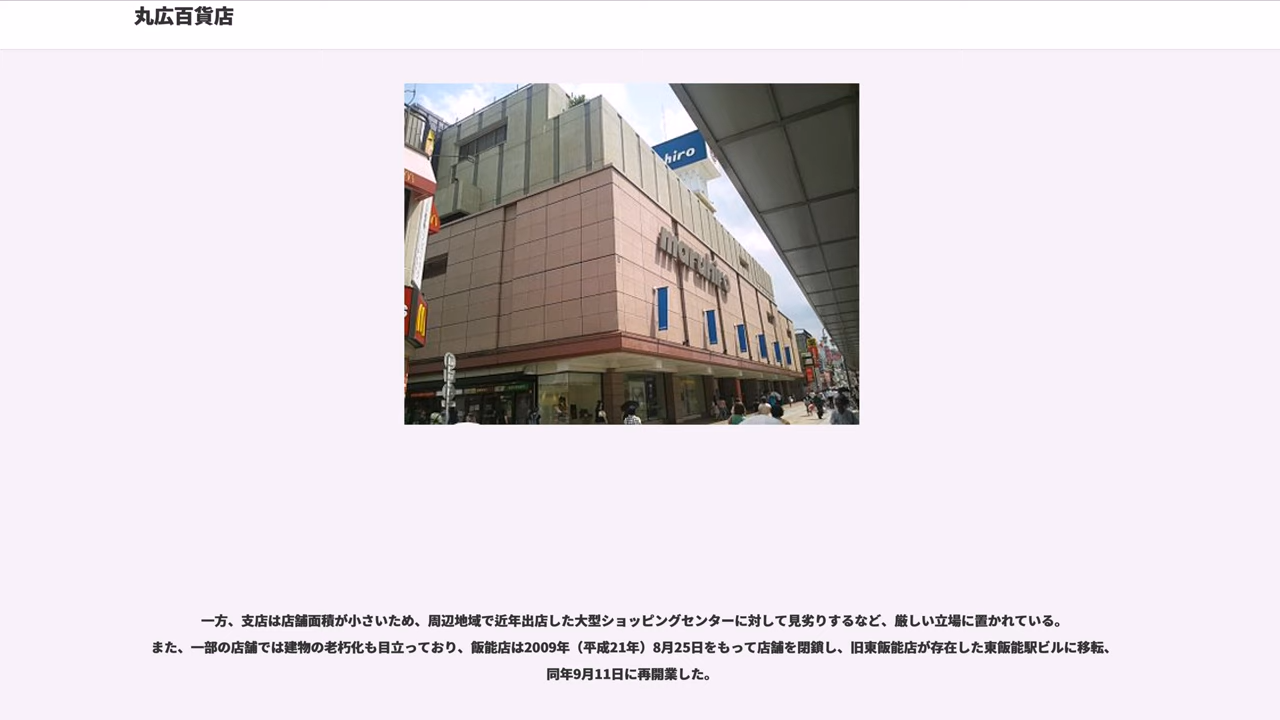 丸広百貨店
hiro
maruhiro
一方、支店は店舗面積が小さいため、周辺地域で近年出店した大型ショッピングセンターに対して見劣りするなど、厳しい立場に置かれている。
また、一部の店舗では建物の老朽化も目立っており、飯能店は2009年（平成21年）8月25日をもって店舗を閉鎖し、旧東飯能店が存在した東飯能駅ビルに移転、
同年9月11日に再開業した。